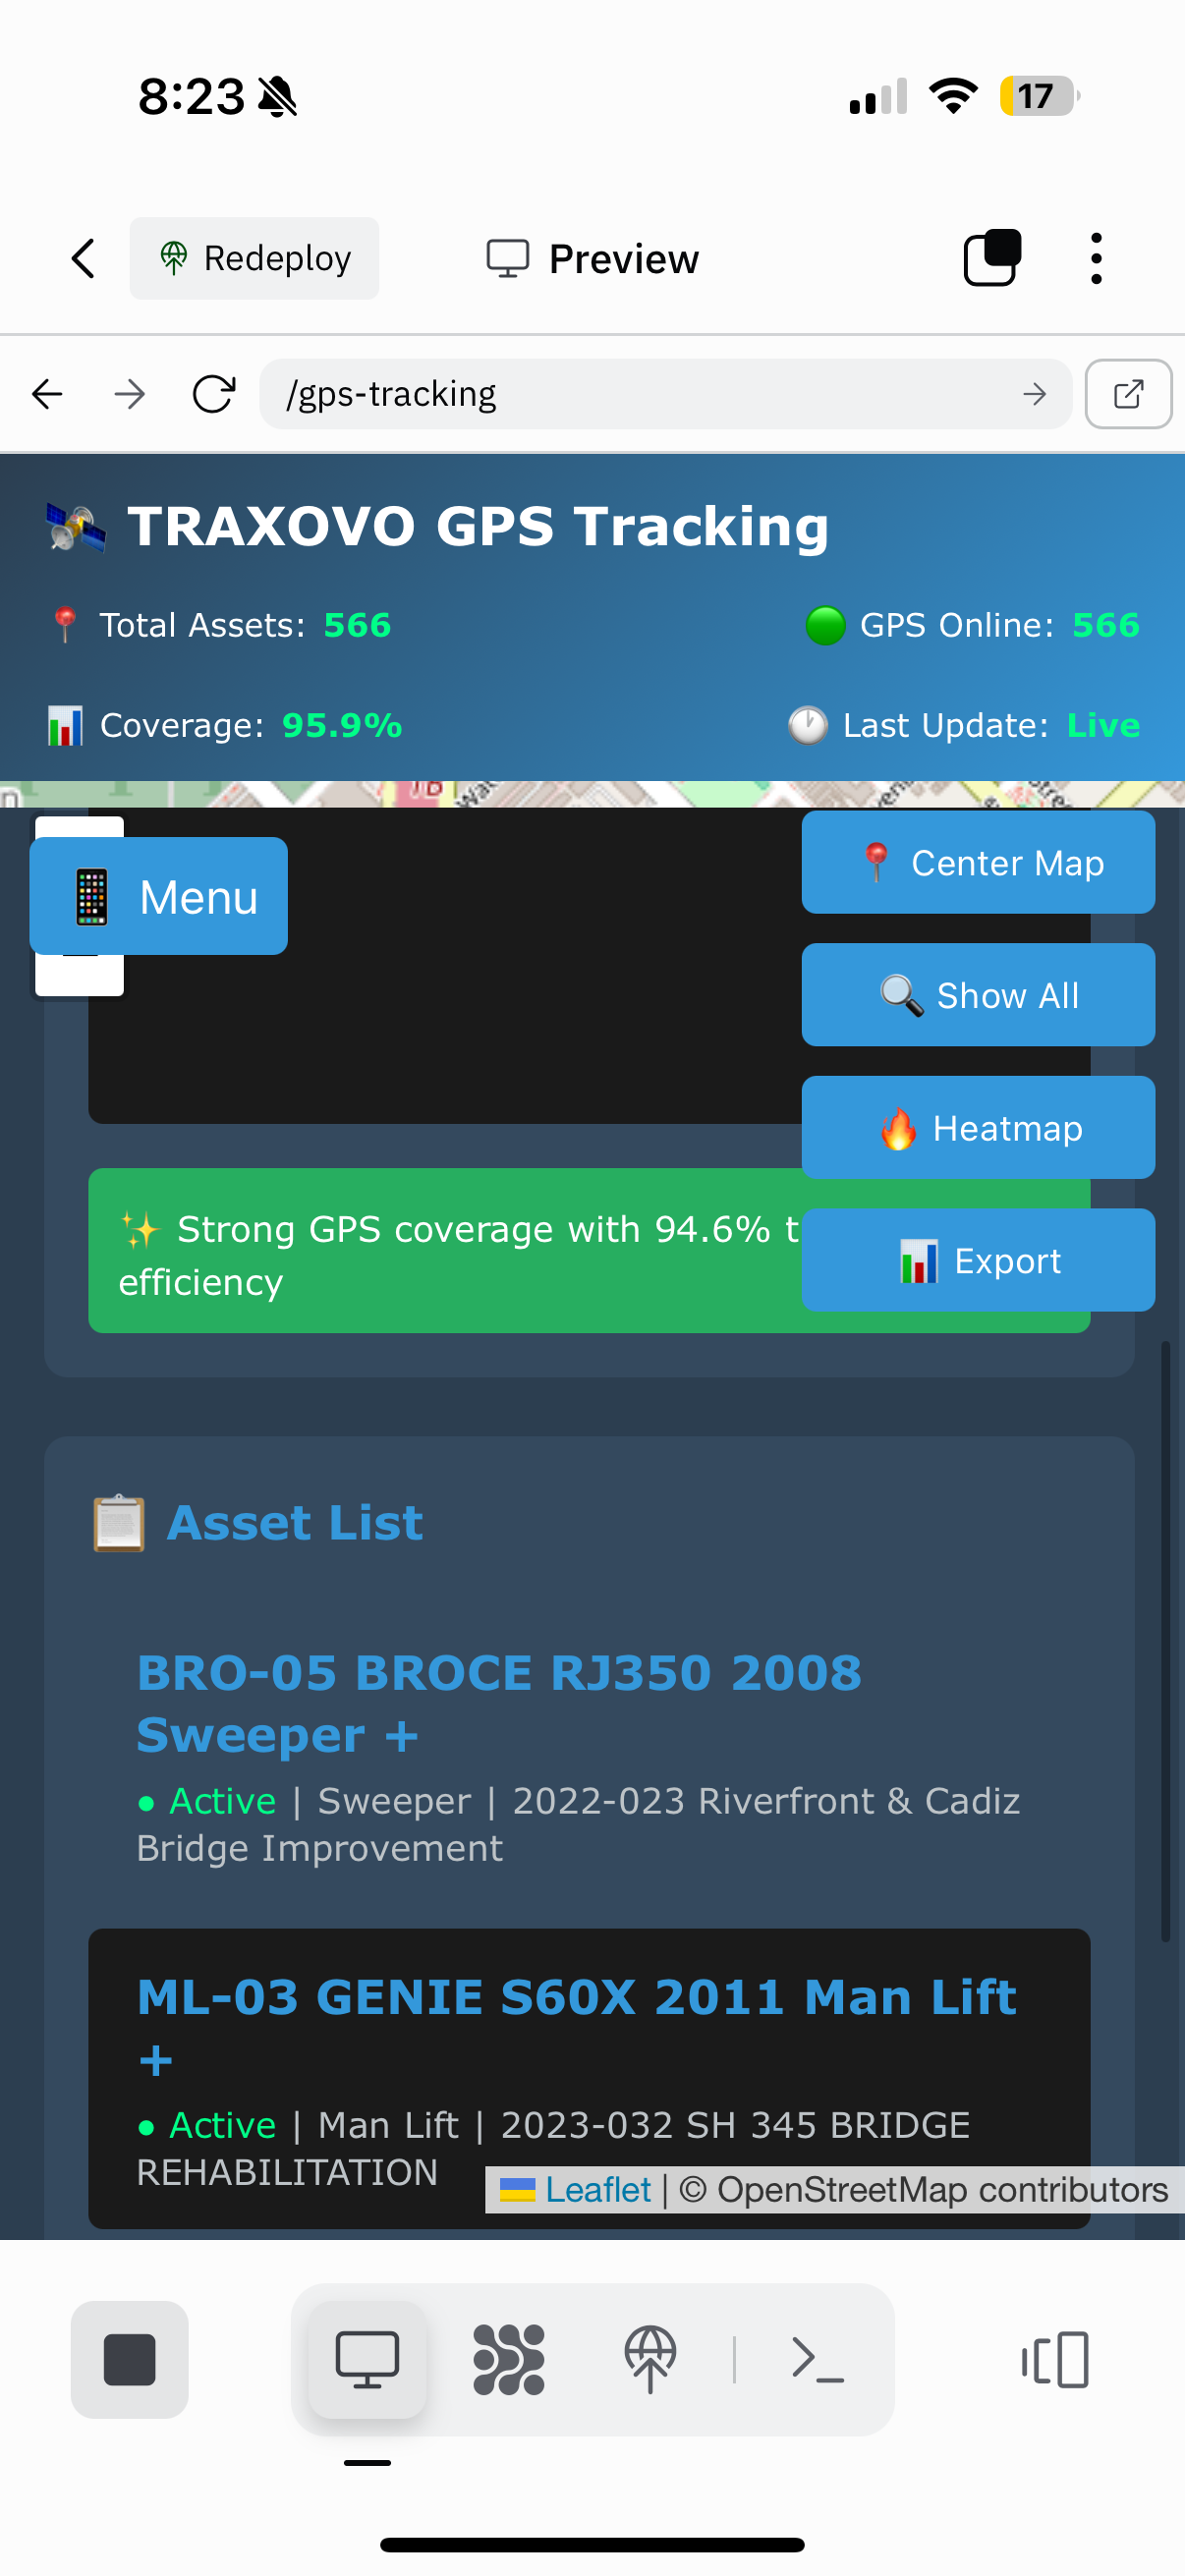 8:23
17
Redeploy
Preview
/gps-tracking
TRAXOVO GPS Tracking
Total Assets: 566
GPS Online: 566
Coverage: 95.9%
Last Update: Live
Menu
Center Map
Show All
Heatmap
Strong GPS coverage with 94.6% t
efficiency
Export
Asset List
BRO-05 BROCE RJ350 2008
Sweeper +
● Active | Sweeper | 2022-023 Riverfront & Cadiz
Bridge Improvement
ML-03 GENIE S60X 2011 Man Lift
+
● Active | Man Lift | 2023-032 SH 345 BRIDGE
REHABILITATION
Leaflet | © OpenStreetMap contributors